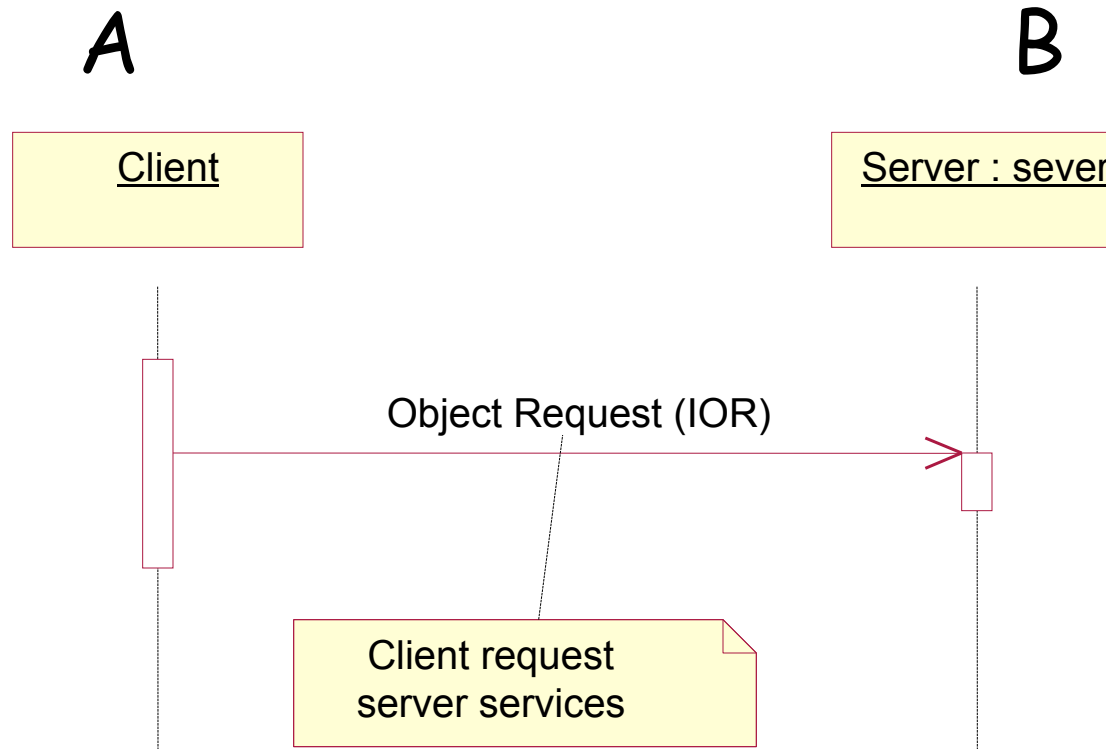 A
B
Client
Server : sever
Object Request (IOR)
Client request
server services